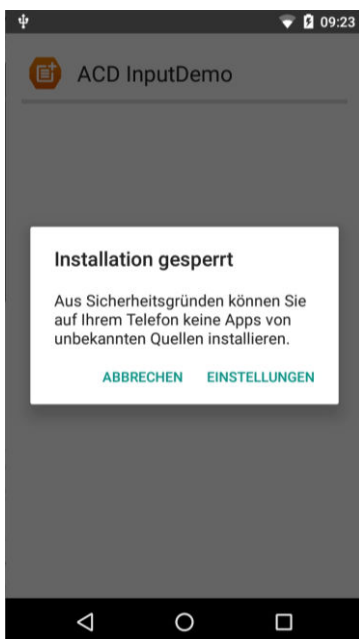 09:23
ACD InputDemo
Installation gesperrt
Aus Sicherheitsgründen können Sie
auf Ihrem Telefon keine Apps von
unbekannten Quellen installieren.
ABBRECHEN EINSTELLUNGEN